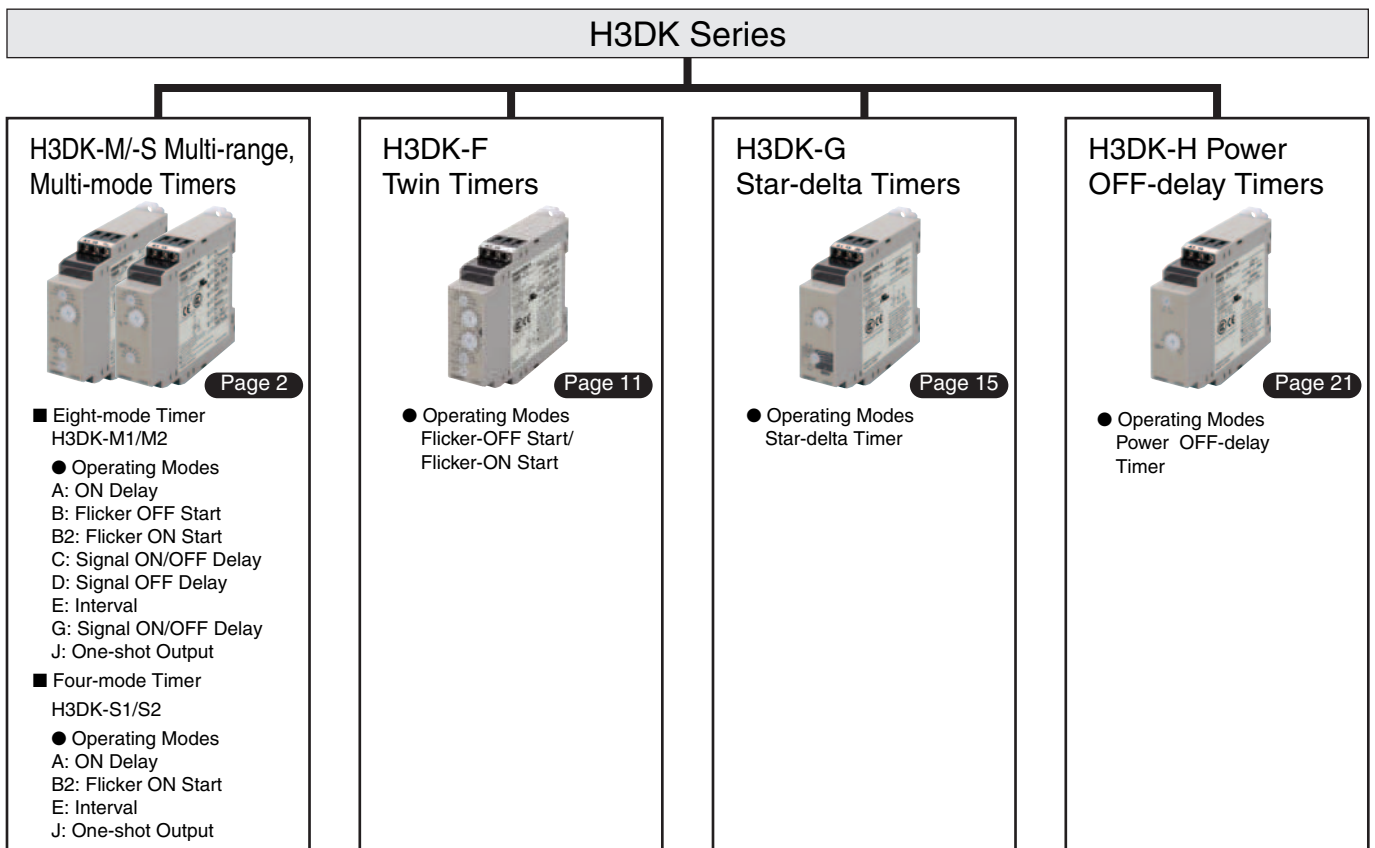 H3DK Series
H3DK-M/-S Multi-range,
Multi-mode Timers
Page 2
■ Eight-mode Timer
H3DK-M1/M2
● Operating Modes
A: ON Delay
B: Flicker OFF Start
B2: Flicker ON Start
C: Signal ON/OFF Delay
D: Signal OFF Delay
E: Interval
G: Signal ON/OFF Delay
J: One-shot Output
■ Four-mode Timer
H3DK-S1/S2
● Operating Modes
A: ON Delay
B2: Flicker ON Start
E: Interval
J: One-shot Output
H3DK-F
Twin Timers
Page 11
● Operating Modes
Flicker-OFF Start/
Flicker-ON Start
H3DK-G
Star-delta Timers
Page 15
● Operating Modes
Star-delta Timer
H3DK-H Power
OFF-delay Timers
Page 21
● Operating Modes
Power OFF-delay
Timer